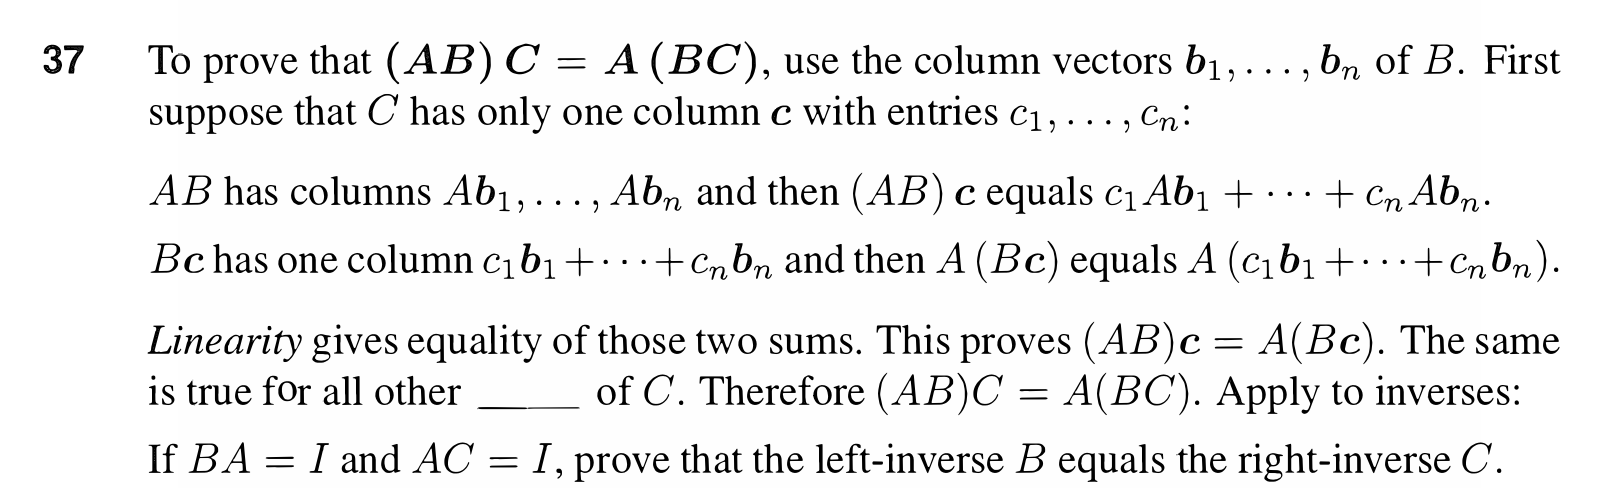 37 To prove that (AB) C = A (BC), use the column vectors b₁, . . . , bₙ of B. First
suppose that C has only one column c with entries c₁, . . . , cₙ:
AB has columns Ab₁, . . . , Abₙ and then (AB) c equals c₁Ab₁ + · · · + cₙAbₙ.
Bc has one column c₁b₁ + · · · + cₙbₙ and then A (Bc) equals A (c₁b₁ + · · · + cₙbₙ).
Linearity gives equality of those two sums. This proves (AB)c = A(Bc). The same
is true for all other _____ of C. Therefore (AB)C = A(BC). Apply to inverses:
If BA = I and AC = I, prove that the left-inverse B equals the right-inverse C.